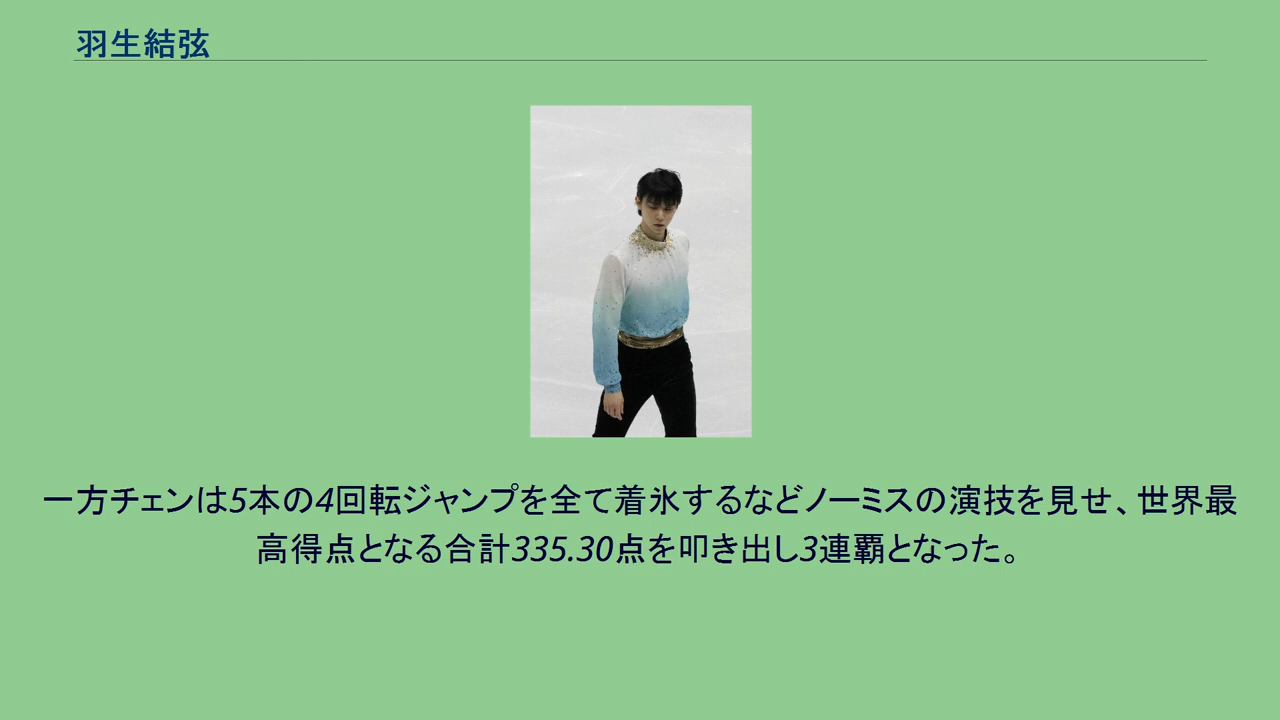 羽生結弦
一方チェンは5本の4回転ジャンプを全て着氷するなどノーミスの演技を見せ、世界最
高得点となる合計335.30点を叩き出し3連覇となった。